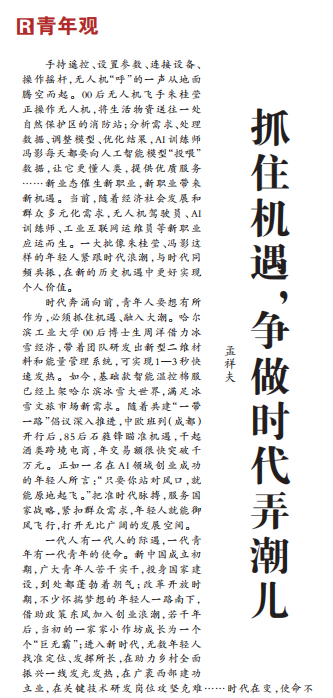 青年观
抓住机遇，争做时代弄潮儿
孟祥夫
手持遥控、设置参数、连接设备、
操作摇杆，无人机“呼”的一声从地面
腾空而起。00后无人机飞手朱桂莹
正操作无人机，将生活物资送往一处
自然保护区的消防站；分析需求、处理
数据、调整模型、优化结果，AI训练师
冯影每天都要向人工智能模型“投喂”
数据，让它更懂人类，提供优质服务
……新业态催生新职业，新职业带来
新机遇。当前，随着经济社会发展和
群众多元化需求，无人机驾驶员、AI
训练师、工业互联网运维员等新职业
应运而生。一大批像朱桂莹、冯影这
样的年轻人紧跟时代浪潮，与时代同
频共振，在新的历史机遇中更好实现
个人价值。
时代奔涌向前，青年人要想有所
作为，必须抓住机遇、融入大潮。哈尔
滨工业大学00后博士生周洋借力冰
雪经济，带着团队研发出新型二维材
料和能量管理系统，可实现1—3秒快
速发热。如今，基础款智能温控棉服
已经上架哈尔滨冰雪大世界，满足冰
雪文旅市场新需求。随着共建“一带
一路”倡议深入推进，中欧班列（成都）
开行后，85后石蕤锋瞄准机遇，干起
酒类跨境电商，年交易额很快突破千
万元。正如一名在AI领域创业成功
的年轻人所言：“只要你站对风口，就
能原地起飞。”把准时代脉搏，服务国
家战略，紧扣群众需求，年轻人就能御
风飞行，打开无比广阔的发展空间。
一代人有一代人的际遇，一代青
年有一代青年的使命。新中国成立初
期，广大青年人苦干实干，投身国家建
设，到处都蓬勃着朝气；改革开放时
期，不少怀揣梦想的年轻人一路南下，
借助政策东风加入创业浪潮，若干年
后，当初的一家家小作坊成长为一个
个“巨无霸”；进入新时代，无数年轻人
找准定位、发挥所长，在助力乡村全面
振兴一线发光发热，在广袤西部建功
立业，在关键技术研发岗位攻坚克难……时代在变，使命不